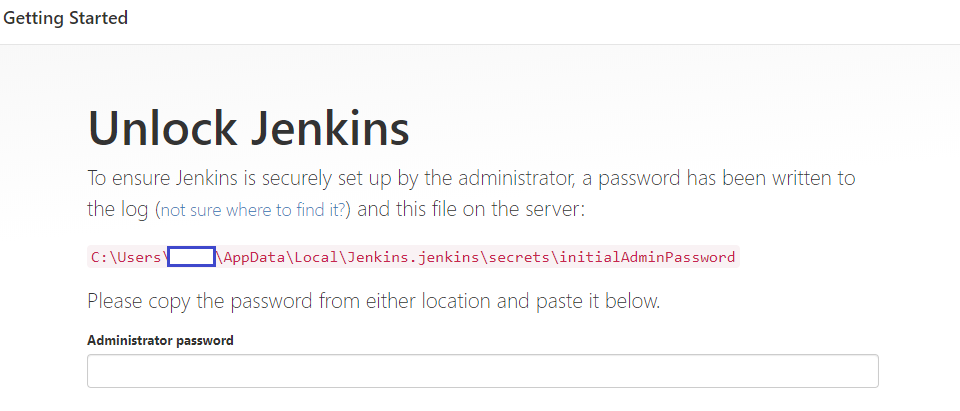 Getting Started
Unlock Jenkins
To ensure Jenkins is securely set up by the administrator, a password has been written to
the log (not sure where to find it?) and this file on the server:
C:\Users\ \AppData\Local\Jenkins.jenkins\secrets\initialAdminPassword
Please copy the password from either location and paste it below.
Administrator password